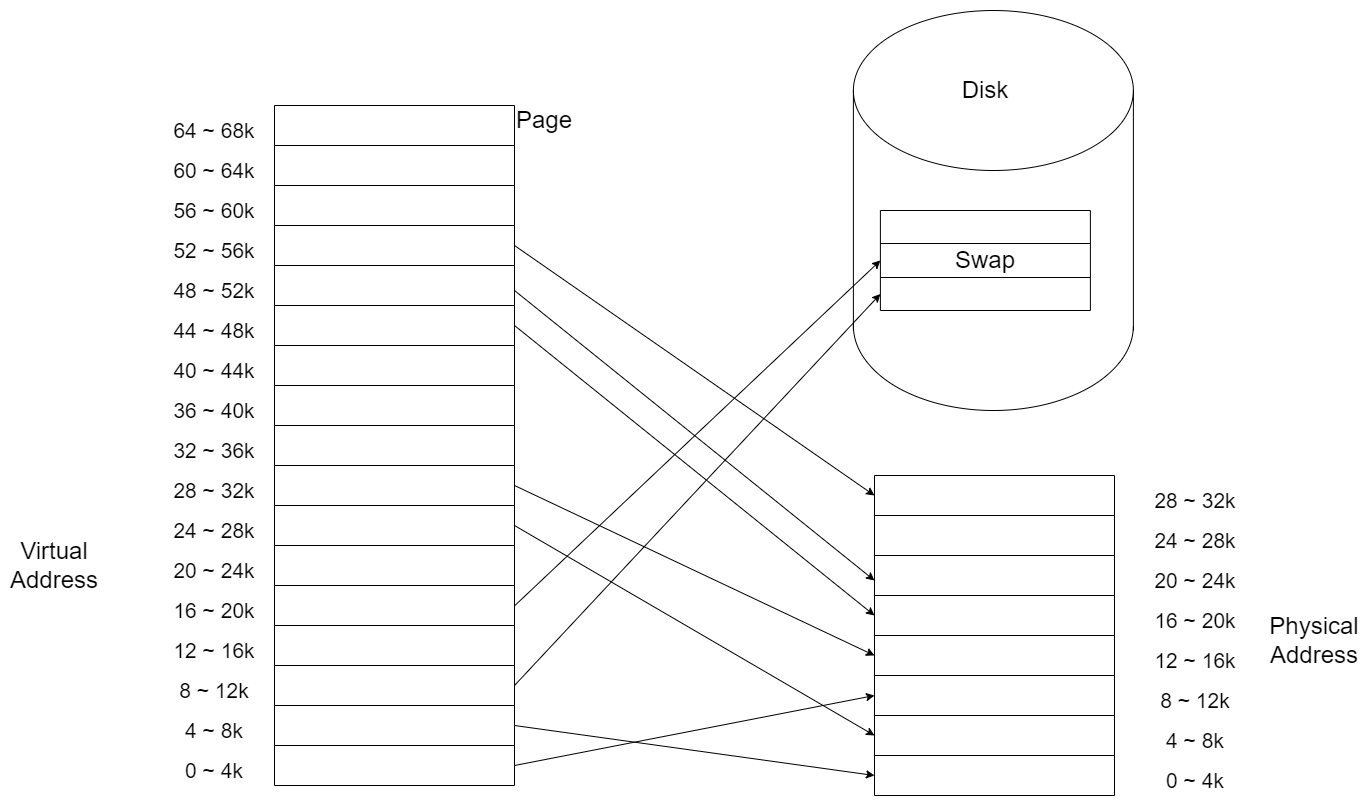 Disk
Page
64 ~ 68k
60 ~ 64k
56 ~ 60k
52 ~ 56k
48 ~ 52k
44 ~ 48k
40 ~ 44k
36 ~ 40k
32 ~ 36k
28 ~ 32k
24 ~ 28k
20 ~ 24k
16 ~ 20k
12 ~ 16k
8 ~ 12k
4 ~ 8k
0 ~ 4k
Virtual
Address
Swap
28 ~ 32k
24 ~ 28k
20 ~ 24k
16 ~ 20k
12 ~ 16k
8 ~ 12k
4 ~ 8k
0 ~ 4k
Physical
Address